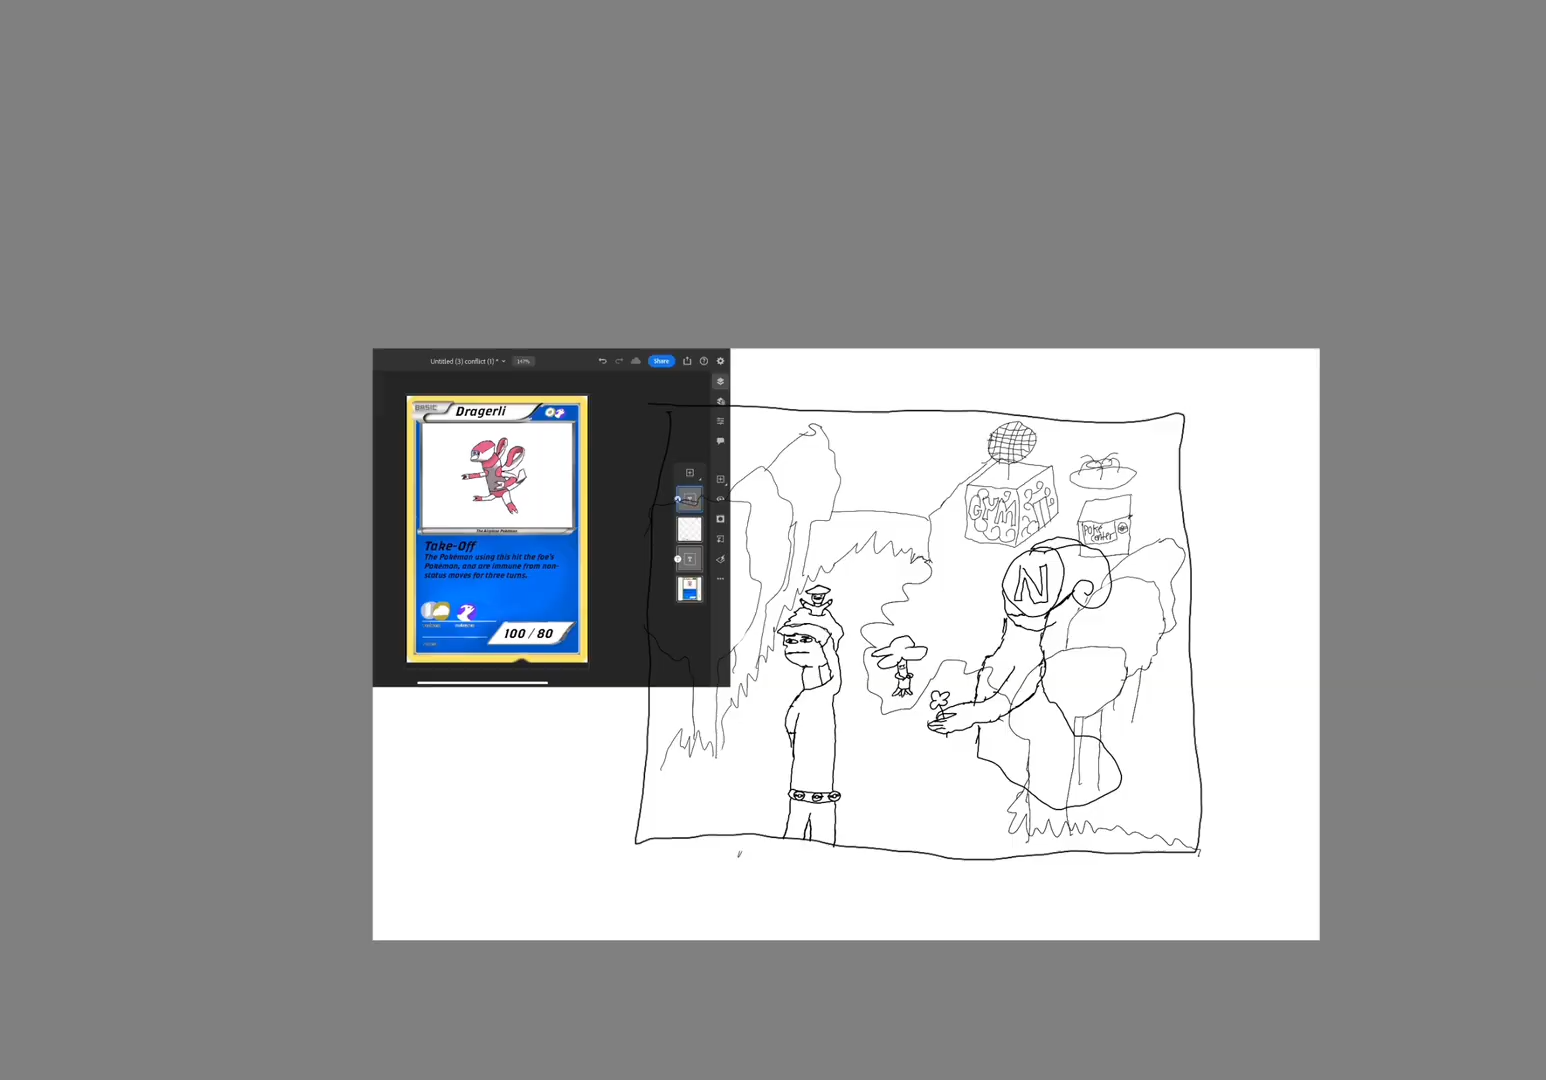 Untitled (3) conflict (1) *
Share
BASIC
Dragerli
Take-Off
The Pokémon using this hit the foe's
Pokémon, and are immune from non-
status moves for three turns.
100 / 80
GYM
Poke
center
N